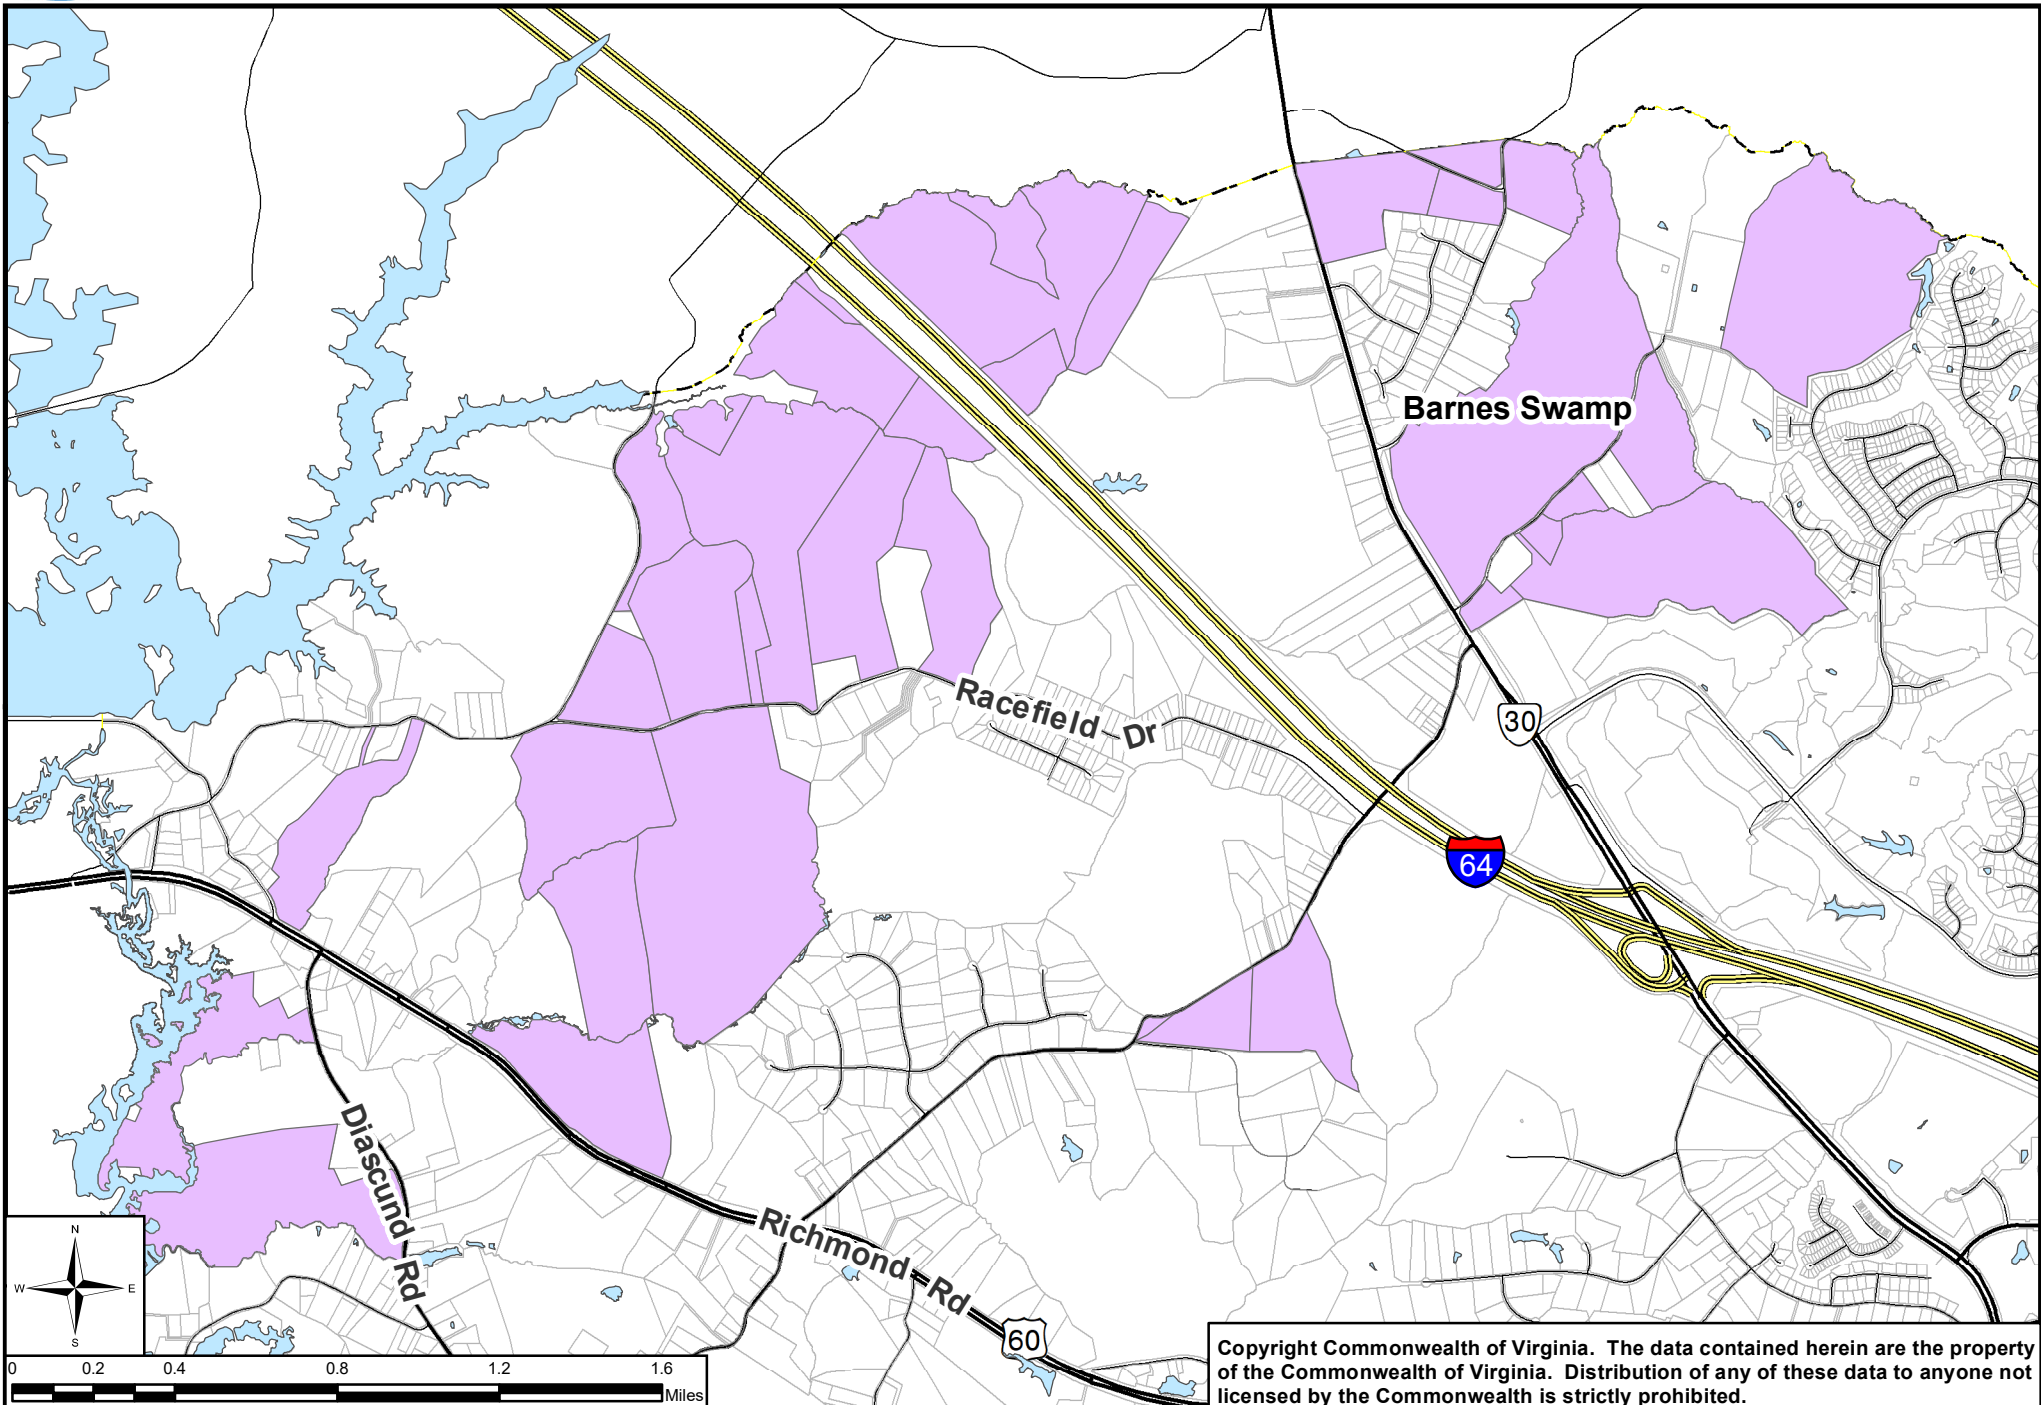 Barnes Swamp
Racefield Dr
30
64
Diascund Rd
Richmond Rd
60
N
W E
S
0 0.2 0.4 0.8 1.2 1.6
Miles
Copyright Commonwealth of Virginia. The data contained herein are the property
of the Commonwealth of Virginia. Distribution of any of these data to anyone not
licensed by the Commonwealth is strictly prohibited.